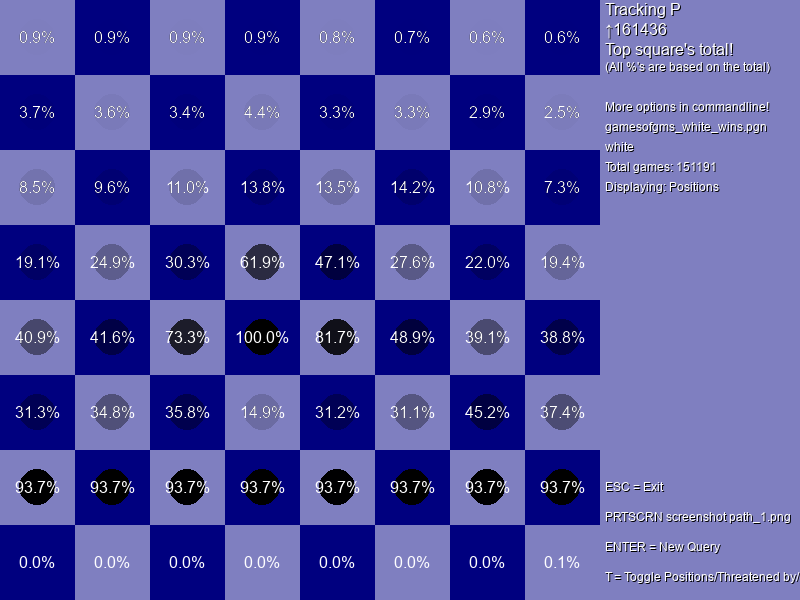 0.9% 0.9% 0.9% 0.9% 0.8% 0.7% 0.6% 0.6%
3.7% 3.6% 3.4% 4.4% 3.3% 3.3% 2.9% 2.5%
8.5% 9.6% 11.0% 13.8% 13.5% 14.2% 10.8% 7.3%
19.1% 24.9% 30.3% 61.9% 47.1% 27.6% 22.0% 19.4%
40.9% 41.6% 73.3% 100.0% 81.7% 48.9% 39.1% 38.8%
31.3% 34.8% 35.8% 14.9% 31.2% 31.1% 45.2% 37.4%
93.7% 93.7% 93.7% 93.7% 93.7% 93.7% 93.7% 93.7%
0.0% 0.0% 0.0% 0.0% 0.0% 0.0% 0.0% 0.1%
Tracking P
↑161436
Top square's total!
(All %'s are based on the total)
More options in commandline!
gamesofgms_white_wins.pgn
white
Total games: 151191
Displaying: Positions
ESC = Exit
PRTSCRN screenshot path_1.png
ENTER = New Query
T = Toggle Positions/Threatened by/